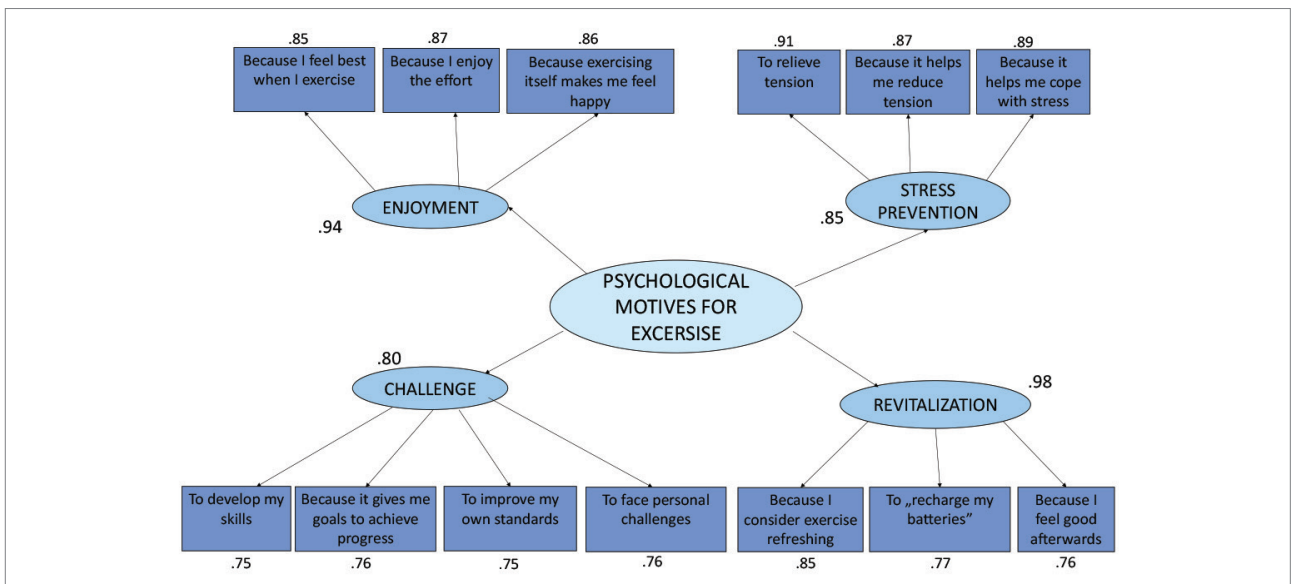 .85
Because I feel best
when I exercise
.87
Because I enjoy
the effort
.86
Because exercising
itself makes me feel
happy
.91
To relieve
tension
.87
Because it helps
me reduce
tension
.89
Because it
helps me cope
with stress
ENJOYMENT
.94
STRESS
PREVENTION
.85
PSYCHOLOGICAL
MOTIVES FOR
EXCERSISE
.80
CHALLENGE
.98
REVITALIZATION
To develop my
skills
.75
Because it gives me
goals to achieve
progress
.76
To improve my
own standards
.75
To face personal
challenges
.76
Because I
consider exercise
refreshing
.85
To „recharge my
batteries”
.77
Because I
feel good
afterwards
.76